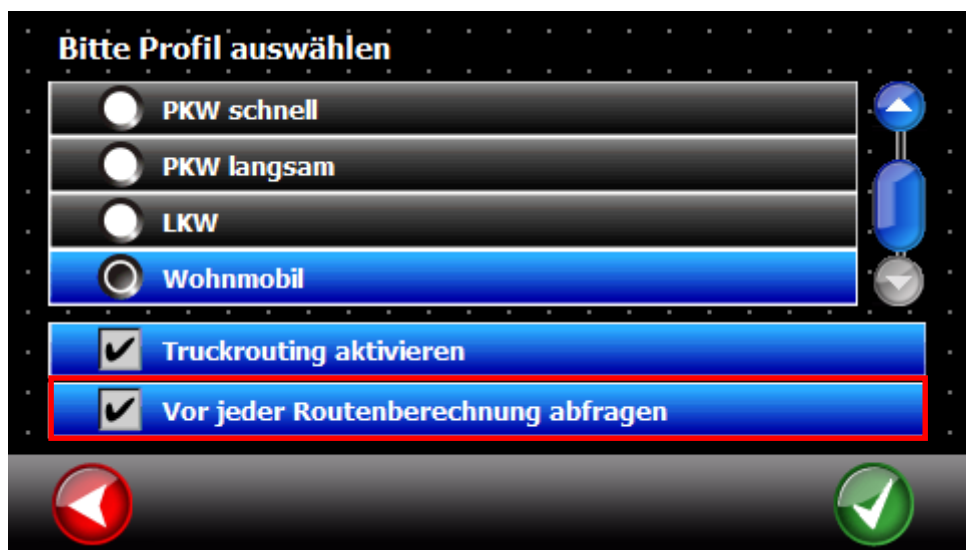 Bitte Profil auswählen
PKW schnell
PKW langsam
LKW
Wohnmobil
Truckrouting aktivieren
Vor jeder Routenberechnung abfragen